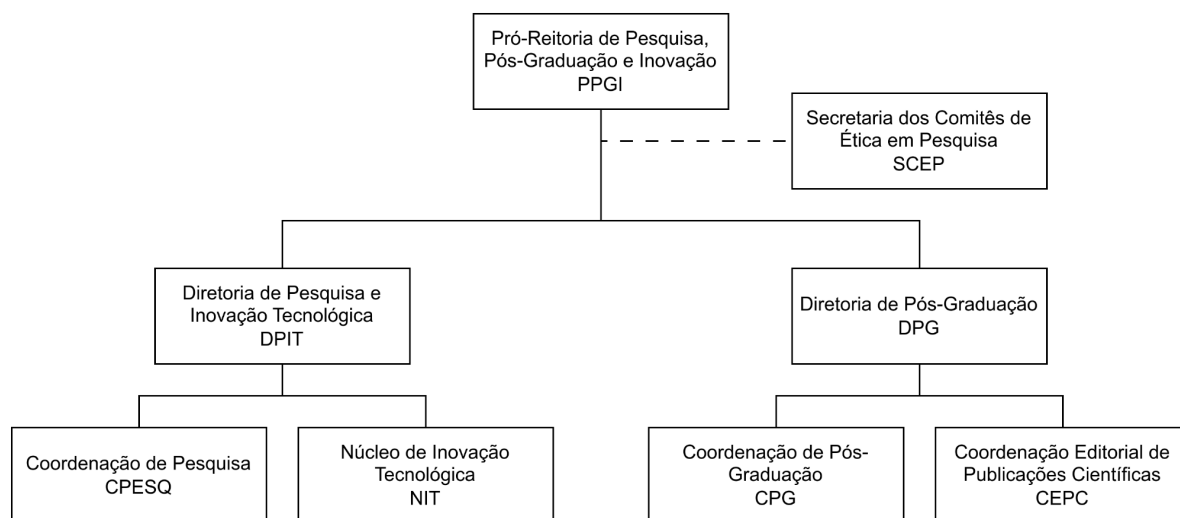 Pró-Reitoria de Pesquisa,
Pós-Graduação e Inovação
PPGI
Secretaria dos Comitês de
Ética em Pesquisa
SCEP
Diretoria de Pesquisa e
Inovação Tecnológica
DPIT
Diretoria de Pós-Graduação
DPG
Coordenação de Pesquisa
CPESQ
Núcleo de Inovação
Tecnológica
NIT
Coordenação de Pós-
Graduação
CPG
Coordenação Editorial de
Publicações Científicas
CEPC